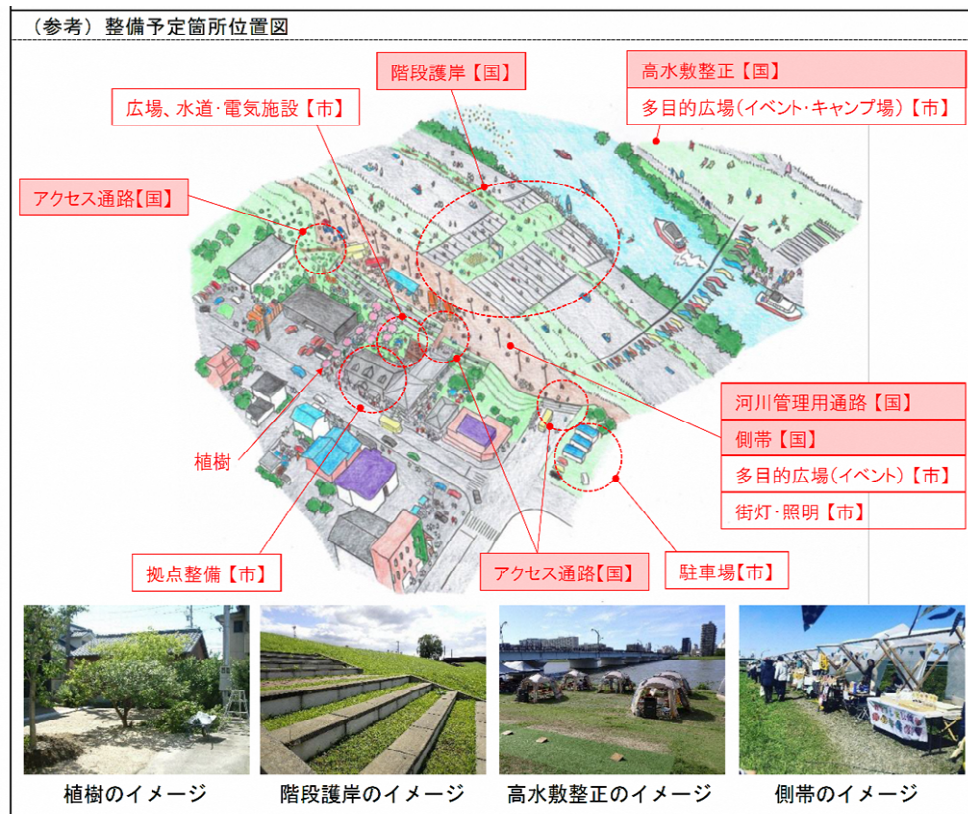 （参考）整備予定箇所位置図
階段護岸【国】
高水敷整正【国】
多目的広場(イベント・キャンプ場)【市】
広場、水道・電気施設【市】
アクセス通路【国】
河川管理用通路【国】
側帯【国】
多目的広場(イベント)【市】
街灯・照明【市】
植樹
拠点整備【市】
アクセス通路【国】
駐車場【市】
植樹のイメージ
階段護岸のイメージ
高水敷整正のイメージ
側帯のイメージ